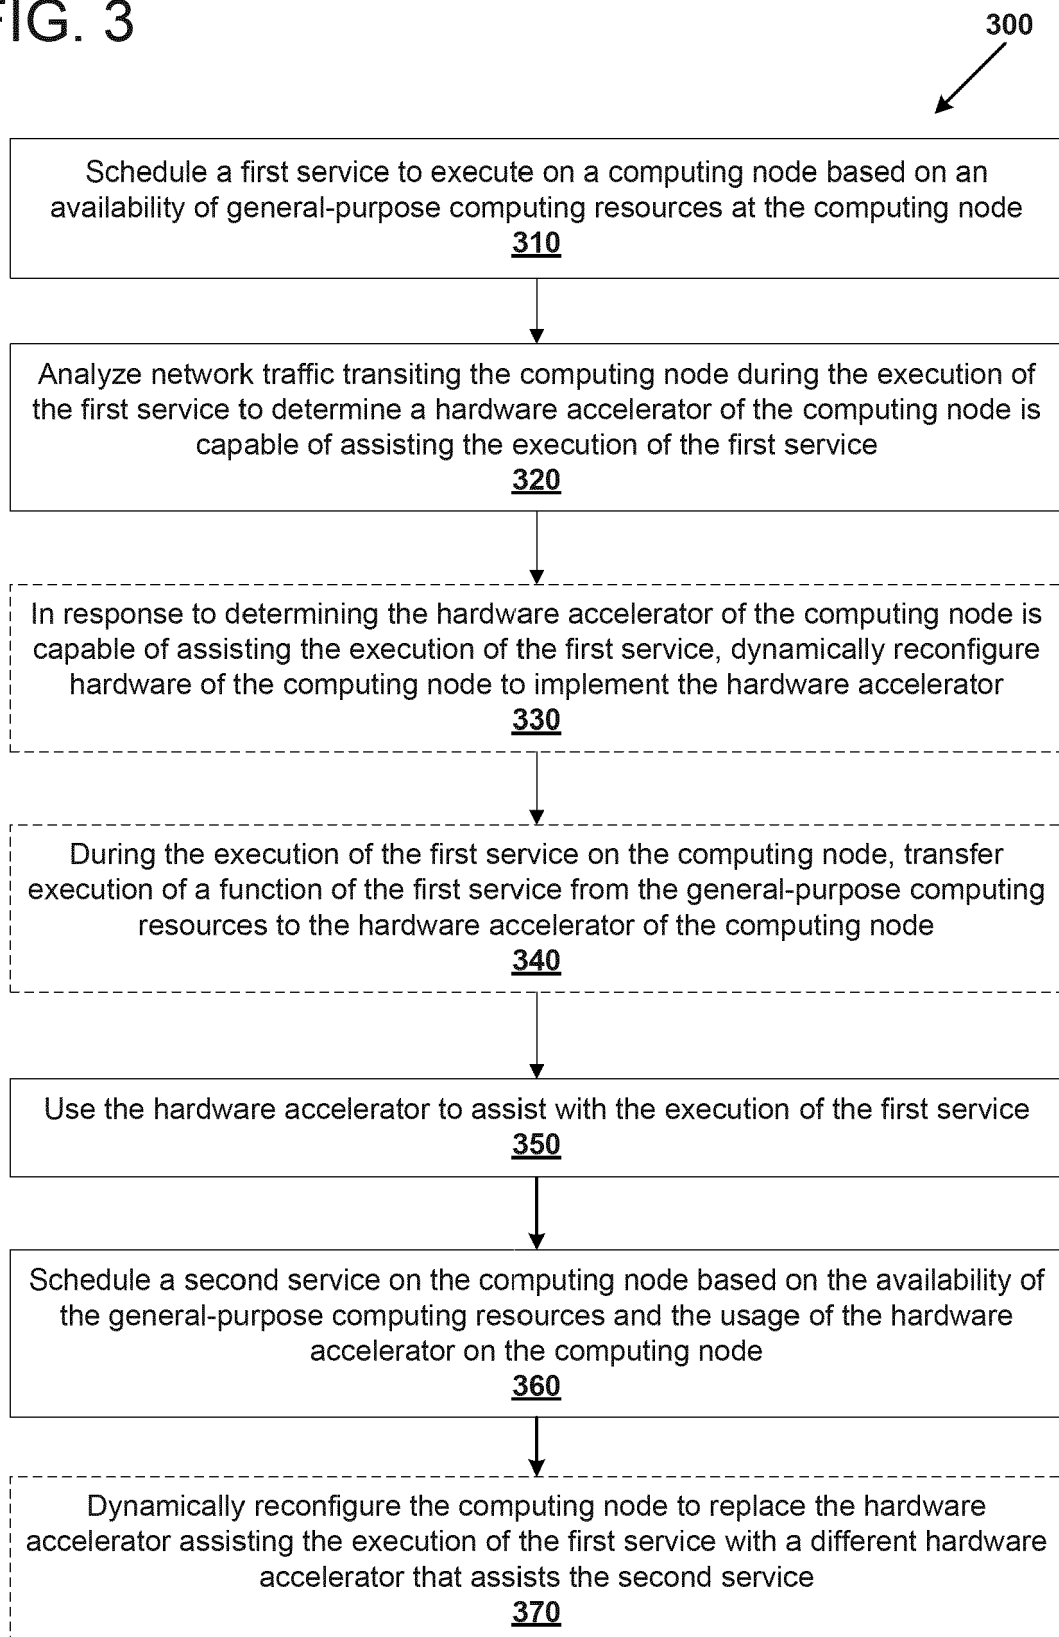 FIG. 3
300
Schedule a first service to execute on a computing node based on an
availability of general-purpose computing resources at the computing node
310
Analyze network traffic transiting the computing node during the execution of
the first service to determine a hardware accelerator of the computing node is
capable of assisting the execution of the first service
320
In response to determining the hardware accelerator of the computing node is
capable of assisting the execution of the first service, dynamically reconfigure
hardware of the computing node to implement the hardware accelerator
330
During the execution of the first service on the computing node, transfer
execution of a function of the first service from the general-purpose computing
resources to the hardware accelerator of the computing node
340
Use the hardware accelerator to assist with the execution of the first service
350
Schedule a second service on the computing node based on the availability of
the general-purpose computing resources and the usage of the hardware
accelerator on the computing node
360
Dynamically reconfigure the computing node to replace the hardware
accelerator assisting the execution of the first service with a different hardware
accelerator that assists the second service
370